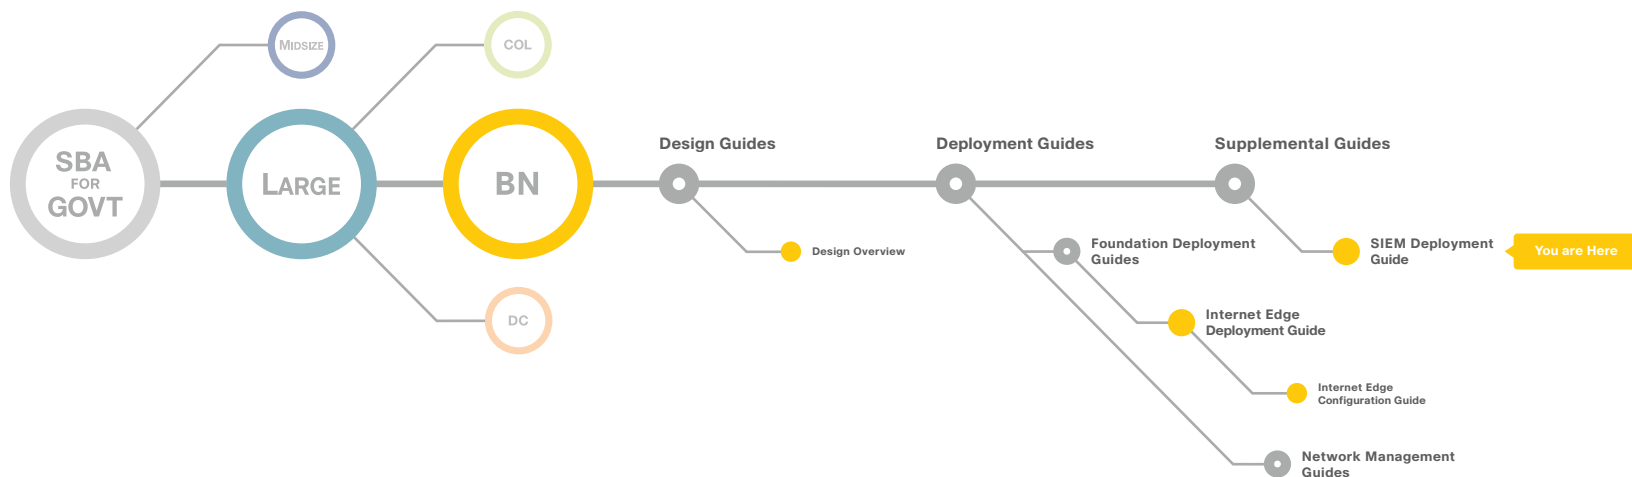 MIDSIZE
COL
SBA
FOR
GOVT
LARGE
BN
DC
Design Guides
Design Overview
Deployment Guides
Foundation Deployment
Guides
Internet Edge
Deployment Guide
Internet Edge
Configuration Guide
Network Management
Guides
Supplemental Guides
SIEM Deployment
Guide
You are Here